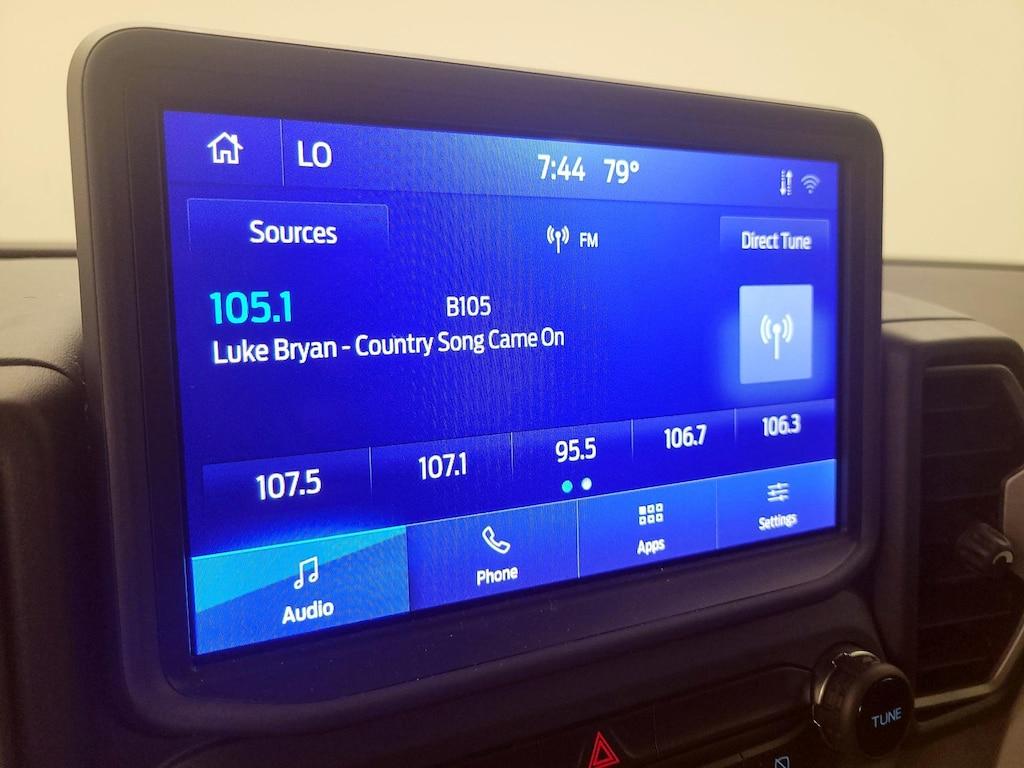 LO
7:44 79°
Sources
FM
Direct Tune
105.1
B105
Luke Bryan - Country Song Came On
107.5
107.1
95.5
106.7
106.3
Audio
Phone
Apps
Settings
TUNE